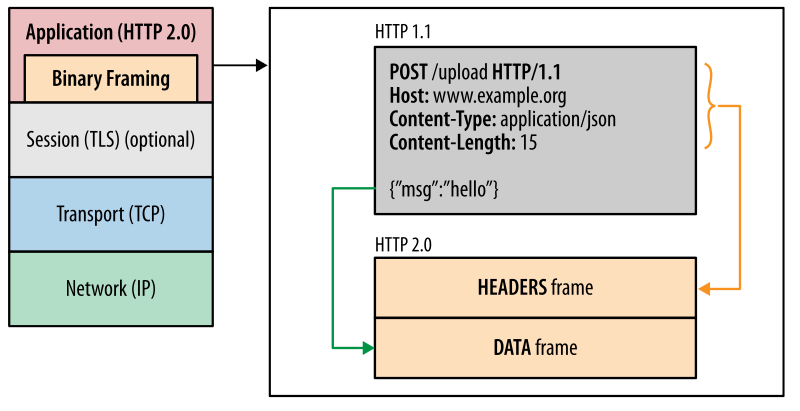 Application (HTTP 2.0)
Binary Framing
Session (TLS) (optional)
Transport (TCP)
Network (IP)
HTTP 1.1
POST /upload HTTP/1.1
Host: www.example.org
Content-Type: application/json
Content-Length: 15
{”msg”:”hello”}
HTTP 2.0
HEADERS frame
DATA frame